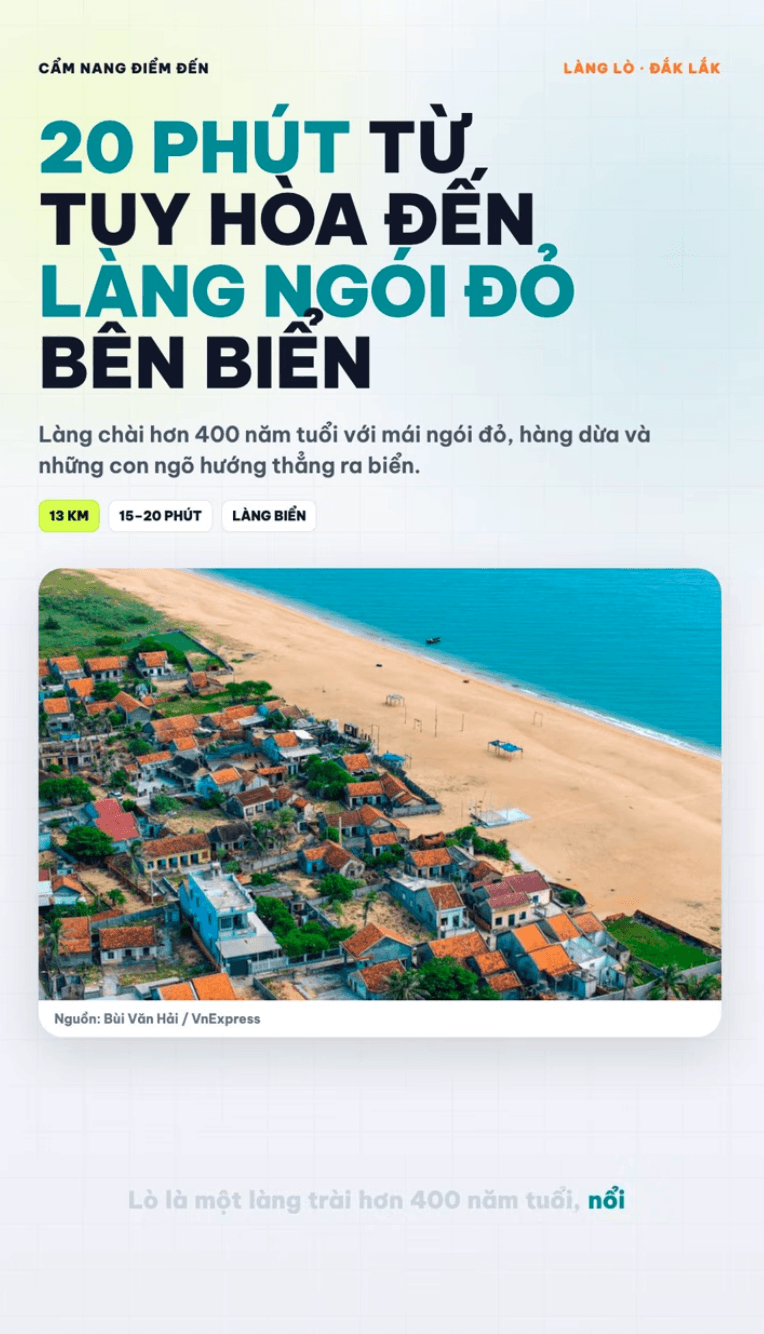 CẨM NANG ĐIỂM ĐẾN
LÀNG LÒ · ĐẮK LẮK
20 PHÚT TỪ
TUY HÒA ĐẾN
LÀNG NGÓI ĐỎ
BÊN BIỂN
Làng chài hơn 400 năm tuổi với mái ngói đỏ, hàng dừa và
những con ngõ hướng thẳng ra biển.
13 KM
15–20 PHÚT
LÀNG BIỂN
Nguồn: Bùi Văn Hải / VnExpress
Lò là một làng trài hơn 400 năm tuổi, nổi